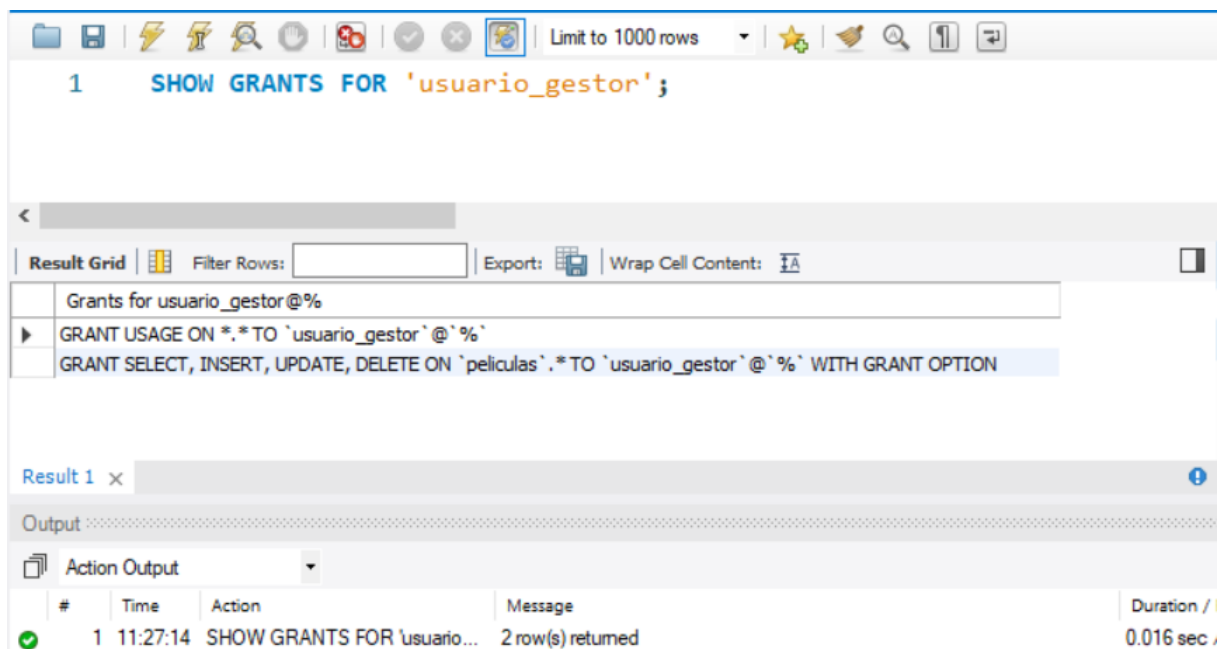 Limit to 1000 rows
1 SHOW GRANTS FOR 'usuario_gestor';
Result Grid Filter Rows: Export: Wrap Cell Content: IA
Grants for usuario_gestor@%
GRANT USAGE ON *.* TO `usuario_gestor`@`%`
GRANT SELECT, INSERT, UPDATE, DELETE ON `peliculas`.* TO `usuario_gestor`@`%` WITH GRANT OPTION
Result 1
Output
Action Output
# Time Action Message Duration /
1 11:27:14 SHOW GRANTS FOR 'usuario... 2 row(s) returned 0.016 sec /